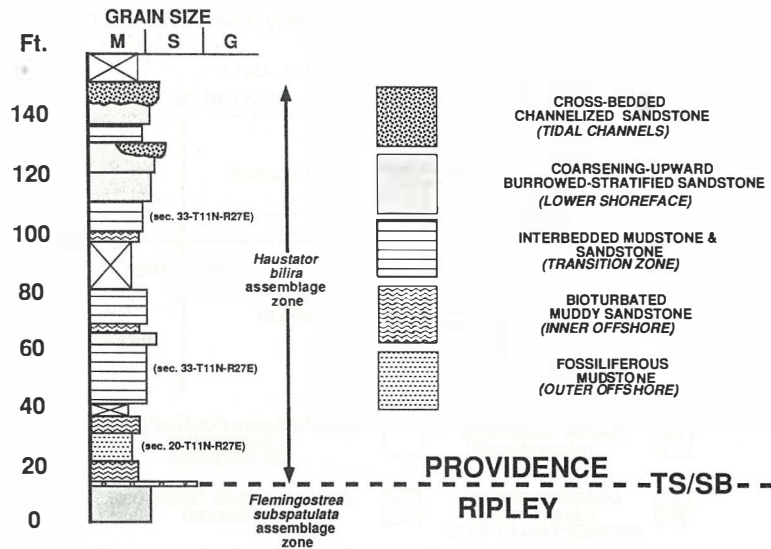 GRAIN SIZE
Ft.
M S G
140
120
100
80
60
40
20
0
(sec. 33-T11N-R27E)
(sec. 33-T11N-R27E)
(sec. 20-T11N-R27E)
Haustator
bilira
assemblage
zone
Flemingostrea
subspatulata
assemblage
zone
CROSS-BEDDED
CHANNELIZED SANDSTONE
(TIDAL CHANNELS)
COARSENING-UPWARD
BURROWED-STRATIFIED SANDSTONE
(LOWER SHOREFACE)
INTERBEDDED MUDSTONE &
SANDSTONE
(TRANSITION ZONE)
BIOTURBATED
MUDDY SANDSTONE
(INNER OFFSHORE)
FOSSILIFEROUS
MUDSTONE
(OUTER OFFSHORE)
PROVIDENCE
TS/SB
RIPLEY